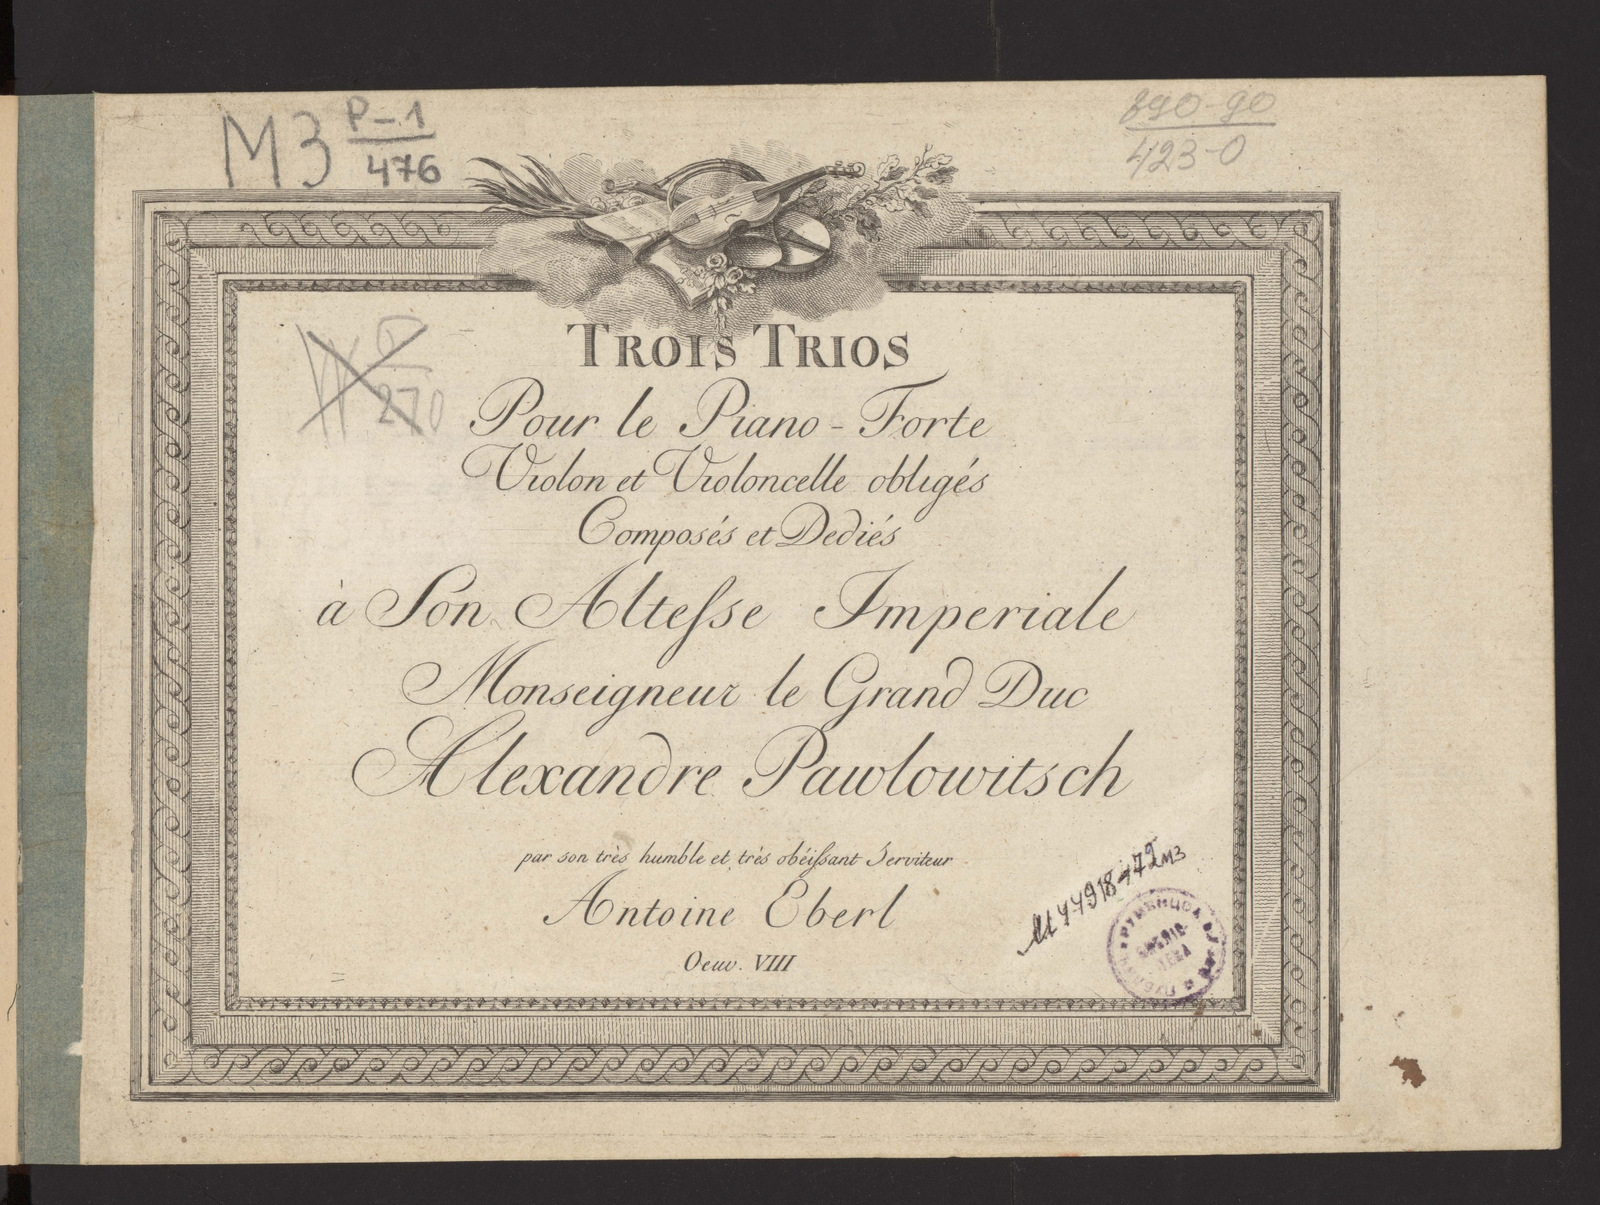 МЗ P-1
476
890-90
423-0
270
TROIS TRIOS
Pour le Piano-Forte
Violon et Violoncelle obligés
Composés et Dediés
à Son Alteſse Imperiale
Monseigneur le Grand Duc
Alexandre Pawlowitsch
par son très humble et très obéiſsant Serviteur
Antoine Eberl
Oeuv. VIII